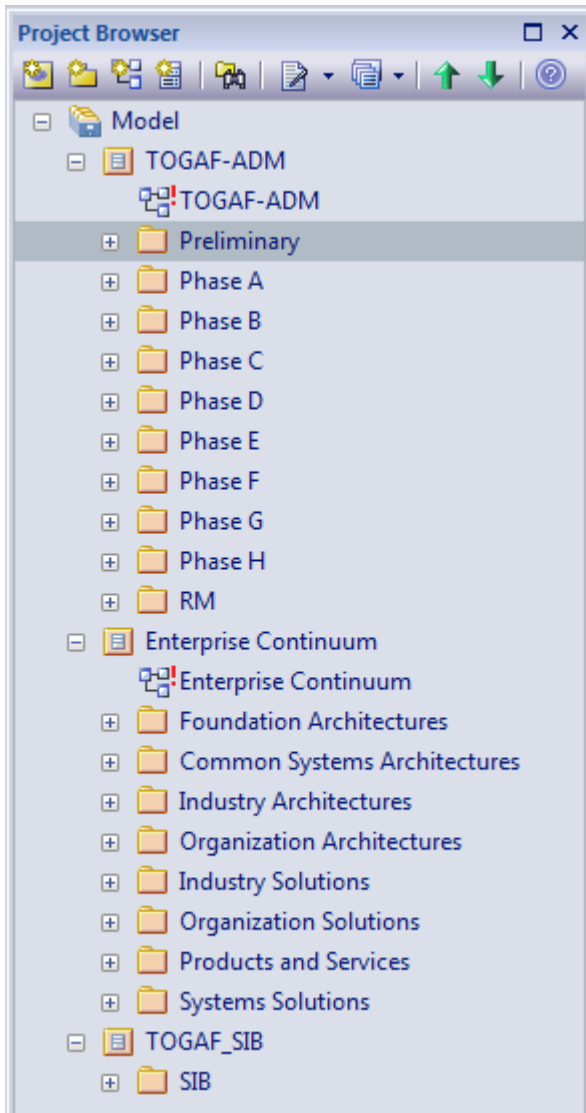 Project Browser
Model
TOGAF-ADM
TOGAF-ADM
Preliminary
Phase A
Phase B
Phase C
Phase D
Phase E
Phase F
Phase G
Phase H
RM
Enterprise Continuum
Enterprise Continuum
Foundation Architectures
Common Systems Architectures
Industry Architectures
Organization Architectures
Industry Solutions
Organization Solutions
Products and Services
Systems Solutions
TOGAF_SIB
SIB